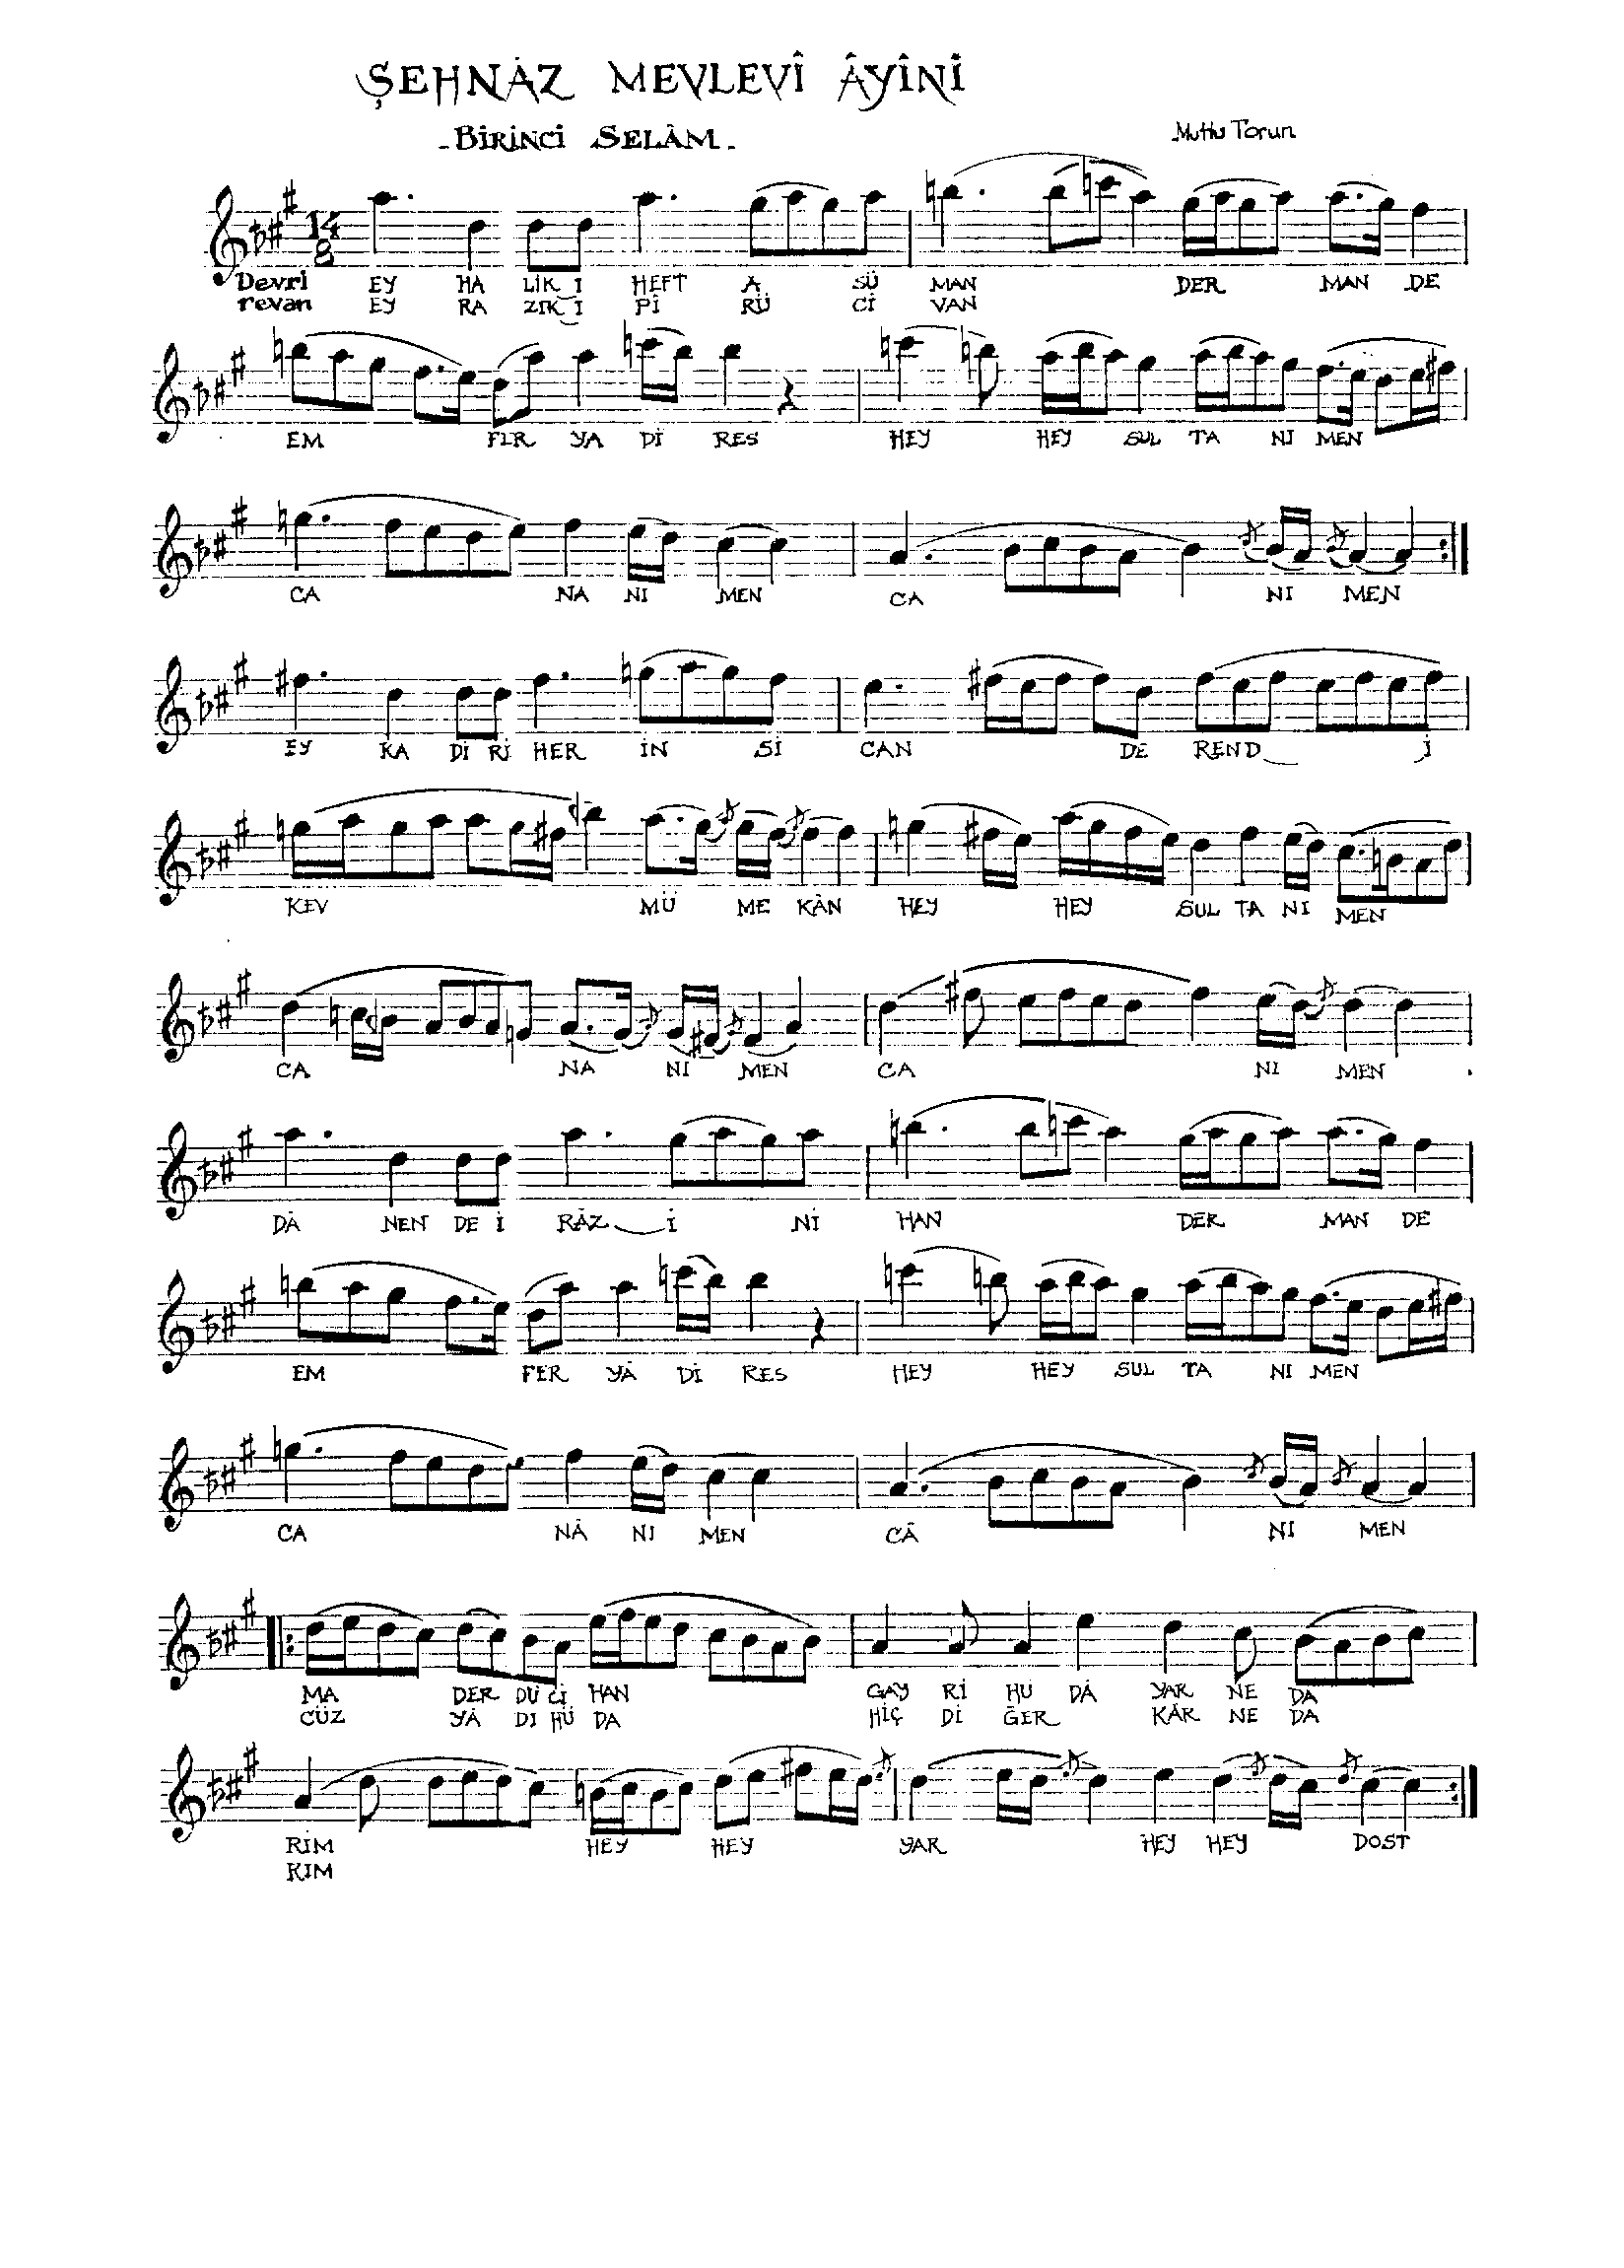 ŞEHNÂZ MEVLEVÎ ÂYÎNİ
- BİRİNCİ SELÂM -
Mutlu Torun
14
8
Devri EY HA LİK I HEFT A SÜ MAN DER MAN DE
revan EY RA ZIK I PÎ RÜ Cİ VAN
EM FER YA Dİ RES HEY HEY SUL TA NI MEN
CA NA NI MEN CA NI MEN
EY KA Dİ Rİ HER İN Sİ CAN DE REND İ
KEV MÜ ME KÂN HEY HEY SUL TA NI MEN
CA NA NI MEN CA NI MEN
DÂ NEN DE İ RÂZ İ Nİ HAN DER MAN DE
EM FER YÂ Dİ RES HEY HEY SUL TA NI MEN
CA NÂ NI MEN CÂ NI MEN
MA DER DÜ Cİ HAN GAY RI HU DÂ YAR NE DA
CÜZ YÂ DI HÜ DA HİÇ Dİ ĞER KÂR NE DA
RİM HEY HEY YAR HEY HEY DOST
RIM